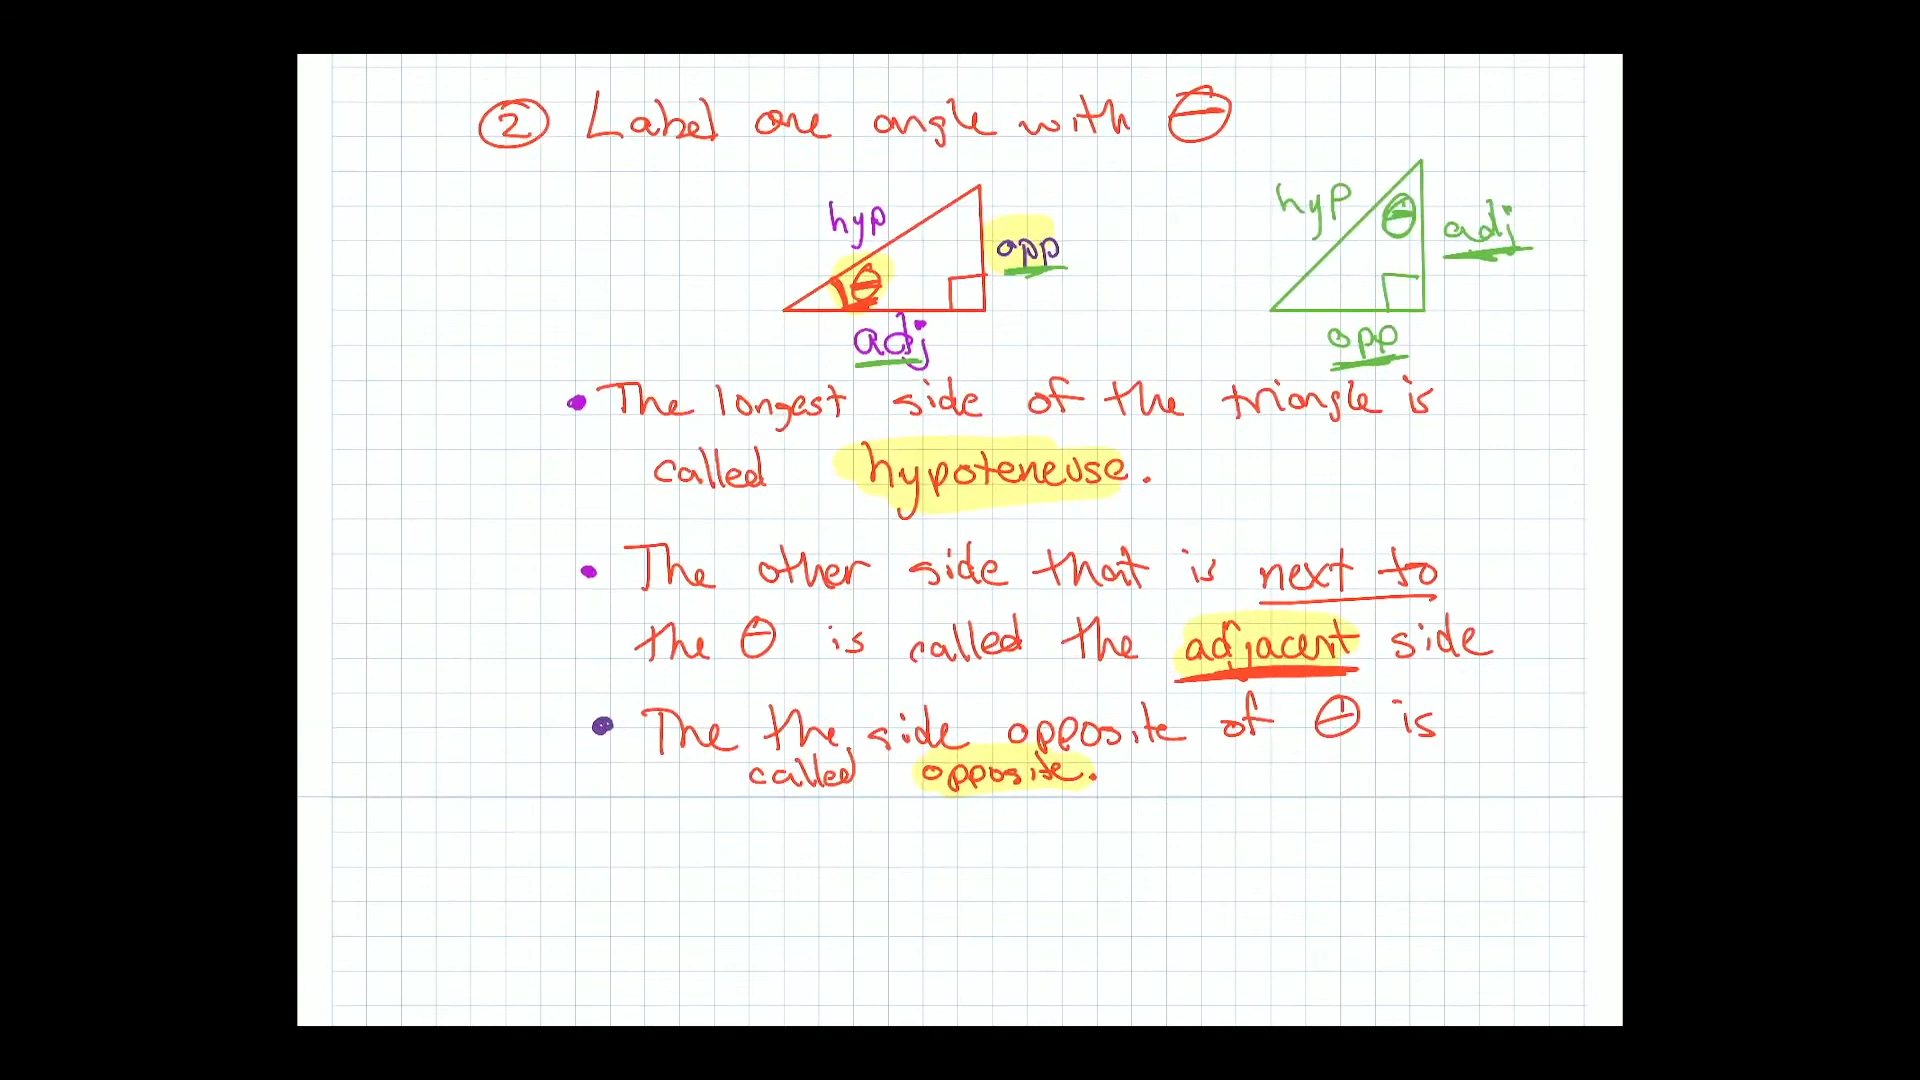 ② Label one angle with θ
hyp
θ
opp
adj
hyp
θ
adj
opp
• The longest side of the triangle is
called hypoteneuse.
• The other side that is next to
the θ is called the adjacent side
• The the side opposite of θ is
called opposite.